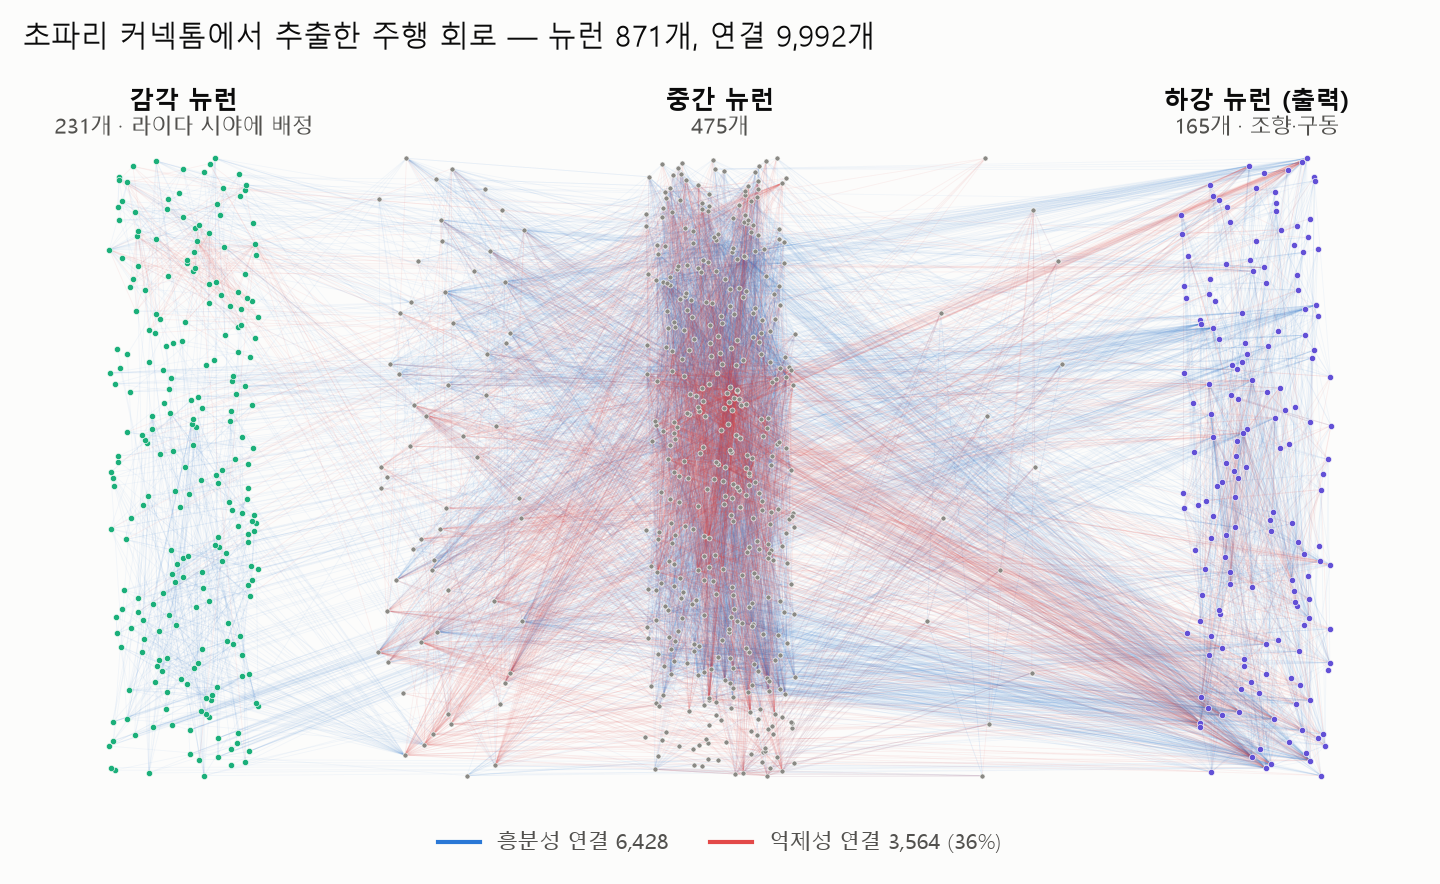 초파리 커넥톰에서 추출한 주행 회로 — 뉴런 871개, 연결 9,992개
감각 뉴런
231개 · 라이다 시야에 배정
중간 뉴런
475개
하강 뉴런 (출력)
165개 · 조향·구동
흥분성 연결 6,428
억제성 연결 3,564 (36%)